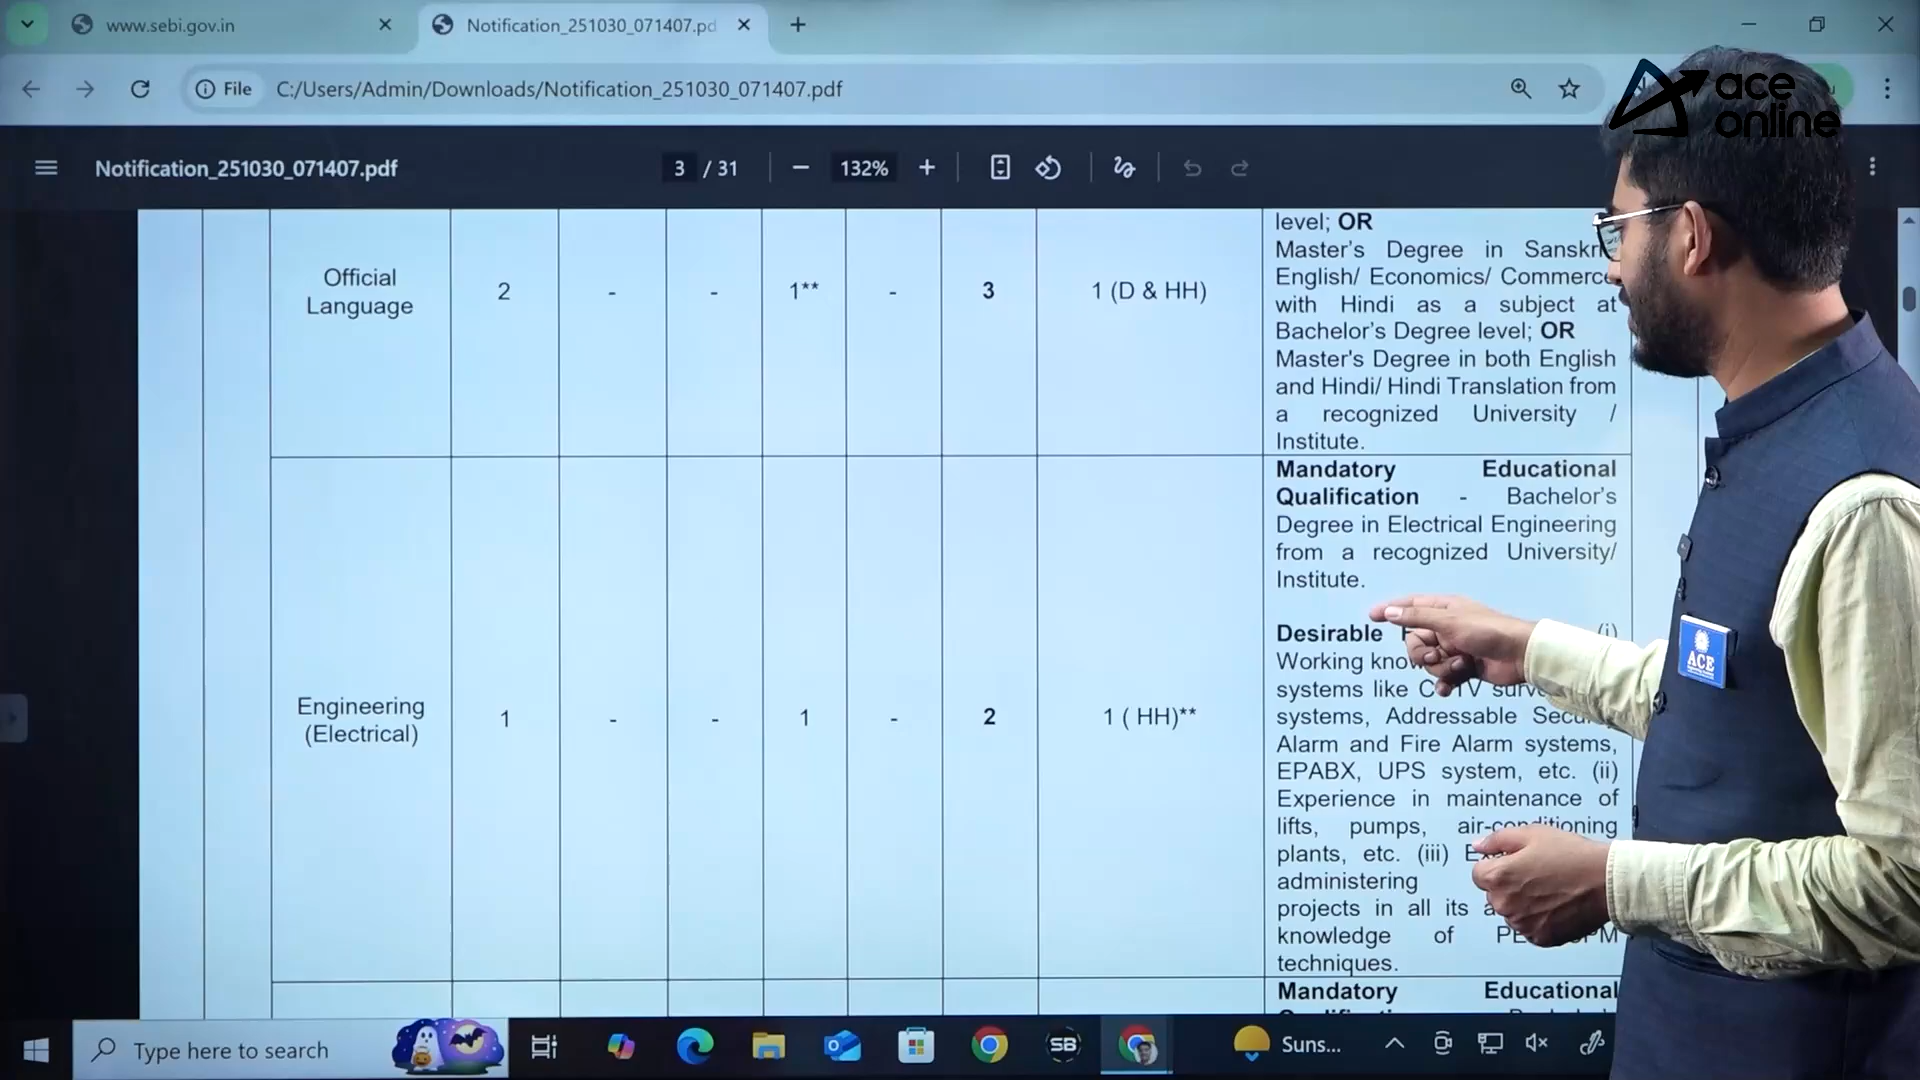 www.sebi.gov.in
Notification_251030_071407.pd
File
C:/Users/Admin/Downloads/Notification_251030_071407.pdf
ace
online
Notification_251030_071407.pdf
3 / 31
132%
Official
Language
2
-
-
1**
-
3
1 (D & HH)
level; OR
Master's Degree in
English/ Economics/
with Hindi as a subject at
Bachelor's Degree level; OR
Master's Degree in both English
and Hindi/ Hindi Translation from
a recognized University /
Institute.
Engineering
(Electrical)
1
-
-
1
-
2
1 ( HH)**
Mandatory Educational
Qualification - Bachelor's
Degree in Electrical Engineering
from a recognized University/
Institute.
Desirable (i)
Working
systems like
systems, Addressable
Alarm and Fire Alarm systems,
EPABX, UPS system, etc. (ii)
Experience in maintenance of
lifts, pumps, air-conditioning
plants, etc. (iii)
administering
projects in all its
knowledge of
techniques.
Mandatory Educational
ACE
Type here to search
SB
Suns...